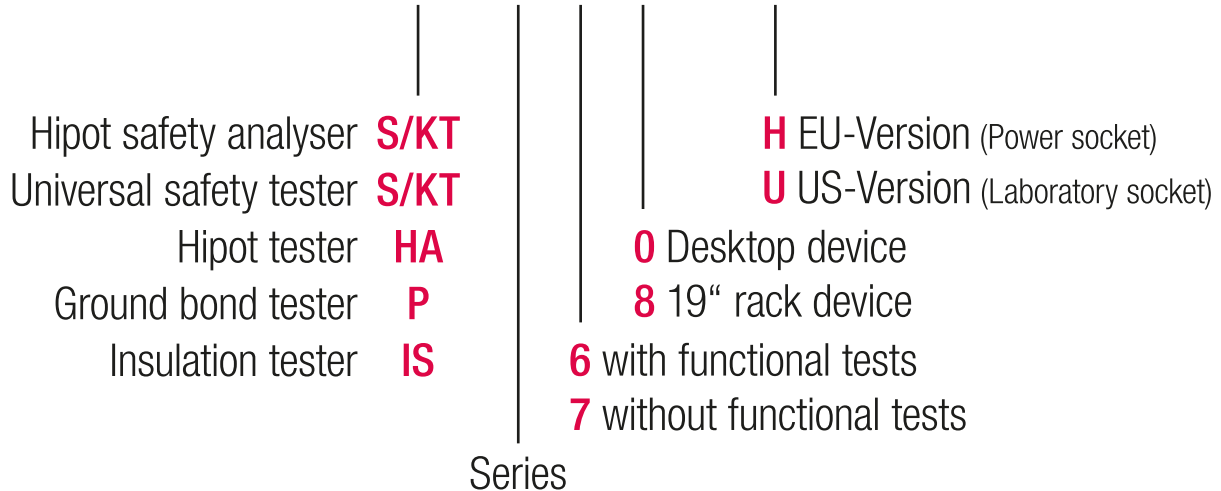 Hipot safety analyser S/KT H EU-Version (Power socket)
Universal safety tester S/KT U US-Version (Laboratory socket)
Hipot tester HA 0 Desktop device
Ground bond tester P 8 19“ rack device
Insulation tester IS 6 with functional tests
7 without functional tests
Series